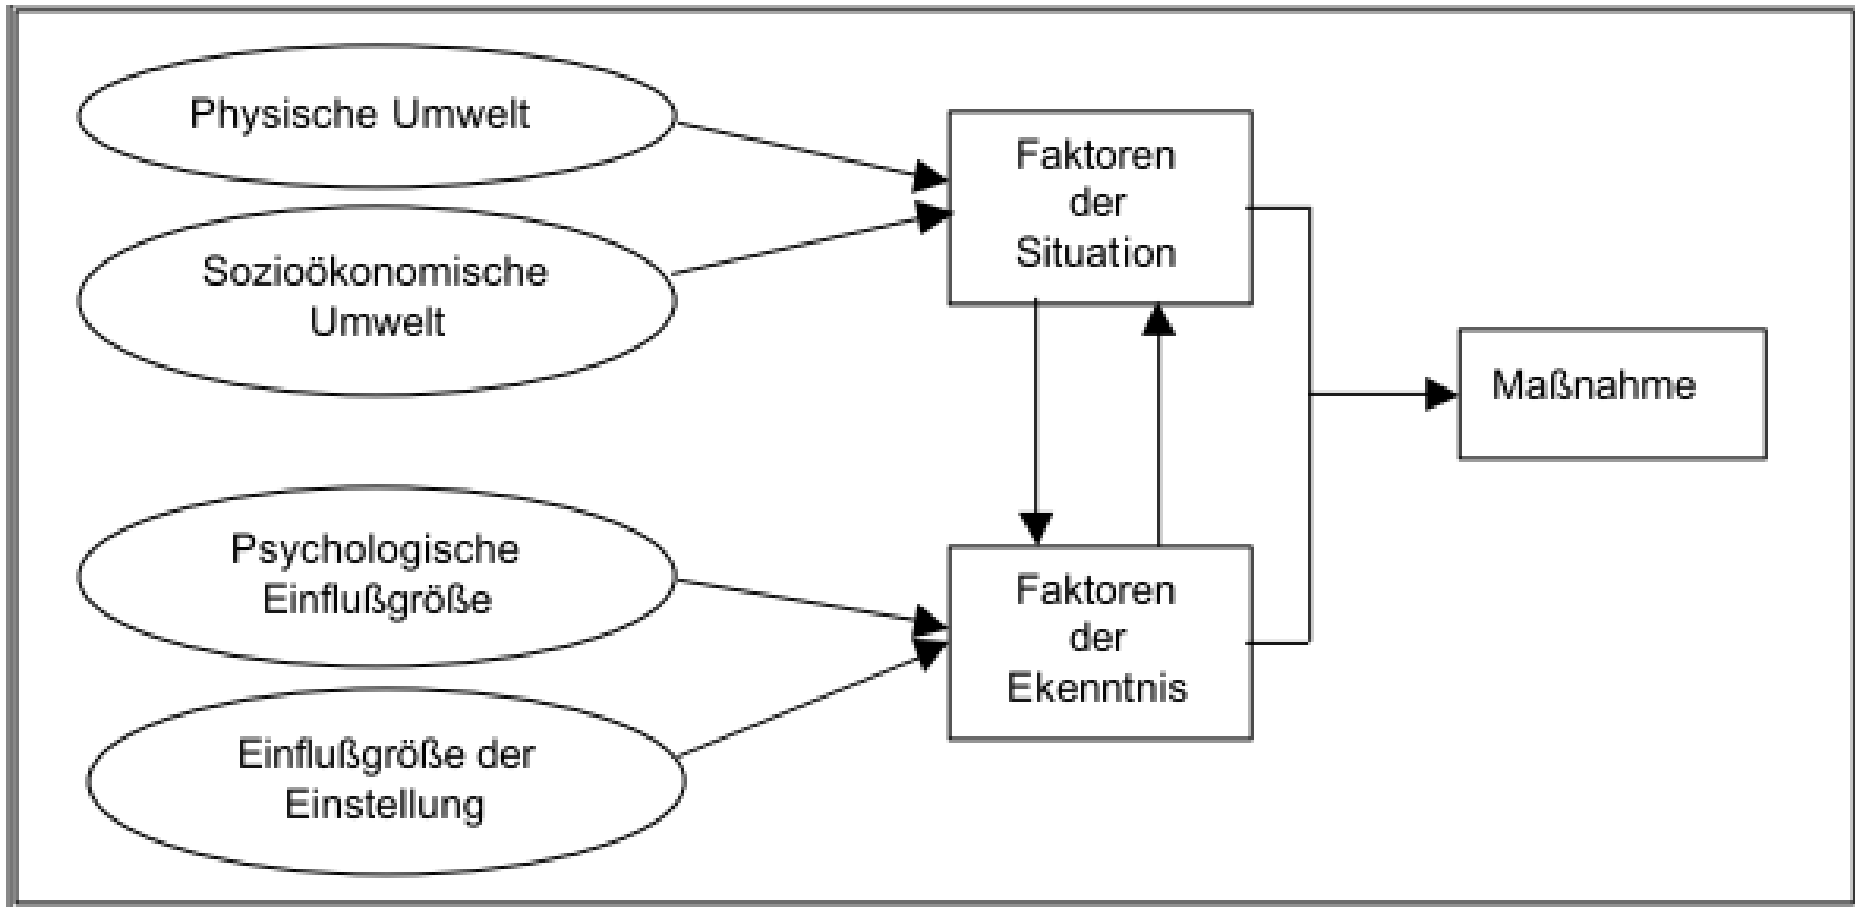 Physische Umwelt
Sozioökonomische
Umwelt
Psychologische
Einflußgröße
Einflußgröße der
Einstellung
Faktoren
der
Situation
Faktoren
der
Ekenntnis
Maßnahme